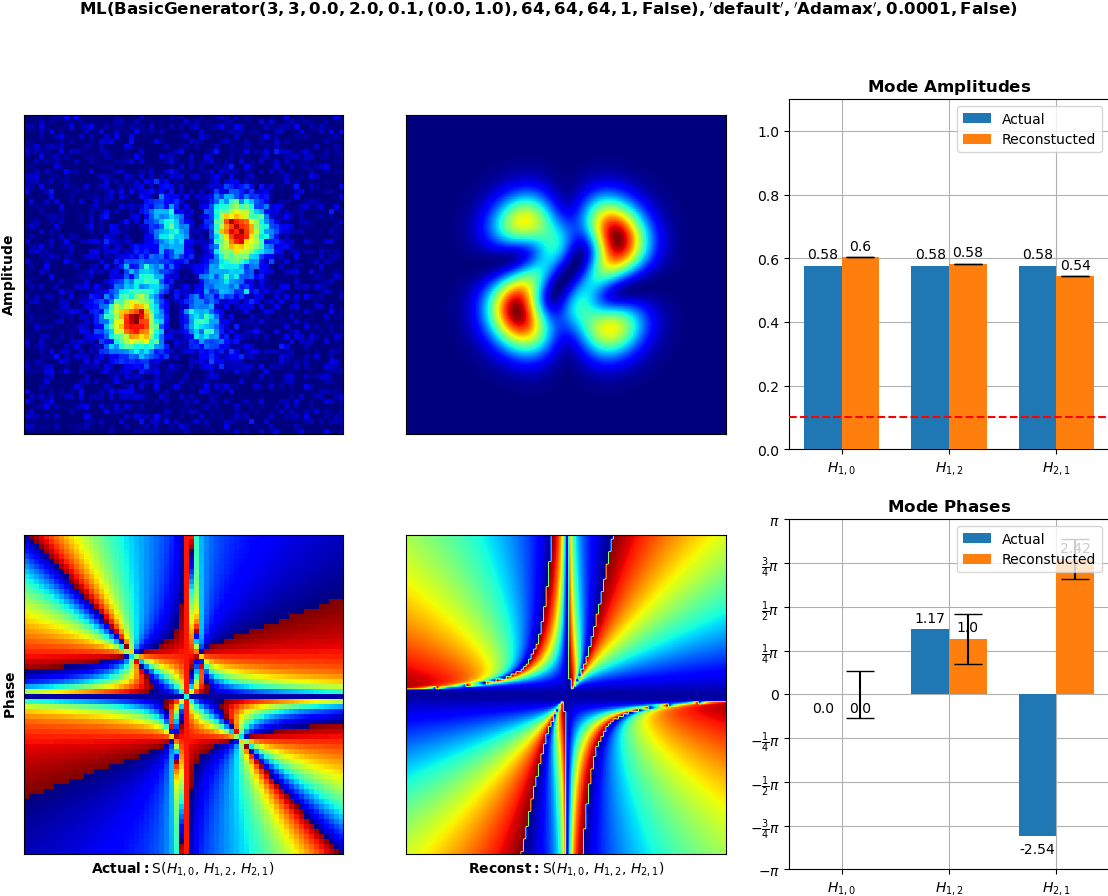 ML(BasicGenerator(3, 3, 0.0, 2.0, 0.1, (0.0, 1.0), 64, 64, 64, 1, False), ′default′, ′Adamax′, 0.0001, False)
Mode Amplitudes
Amplitude
Actual
Reconstucted
1.0
0.8
0.6
0.4
0.2
0.0
0.58
0.6
0.58
0.58
0.58
0.54
H1,0
H1,2
H2,1
Mode Phases
Phase
Actual
Reconstucted
π
3/4π
1/2π
1/4π
0
−1/4π
−1/2π
−3/4π
−π
0.0
0.0
1.17
1.0
-2.54
2.42
H1,0
H1,2
H2,1
Actual: S(H1,0, H1,2, H2,1)
Reconst: S(H1,0, H1,2, H2,1)